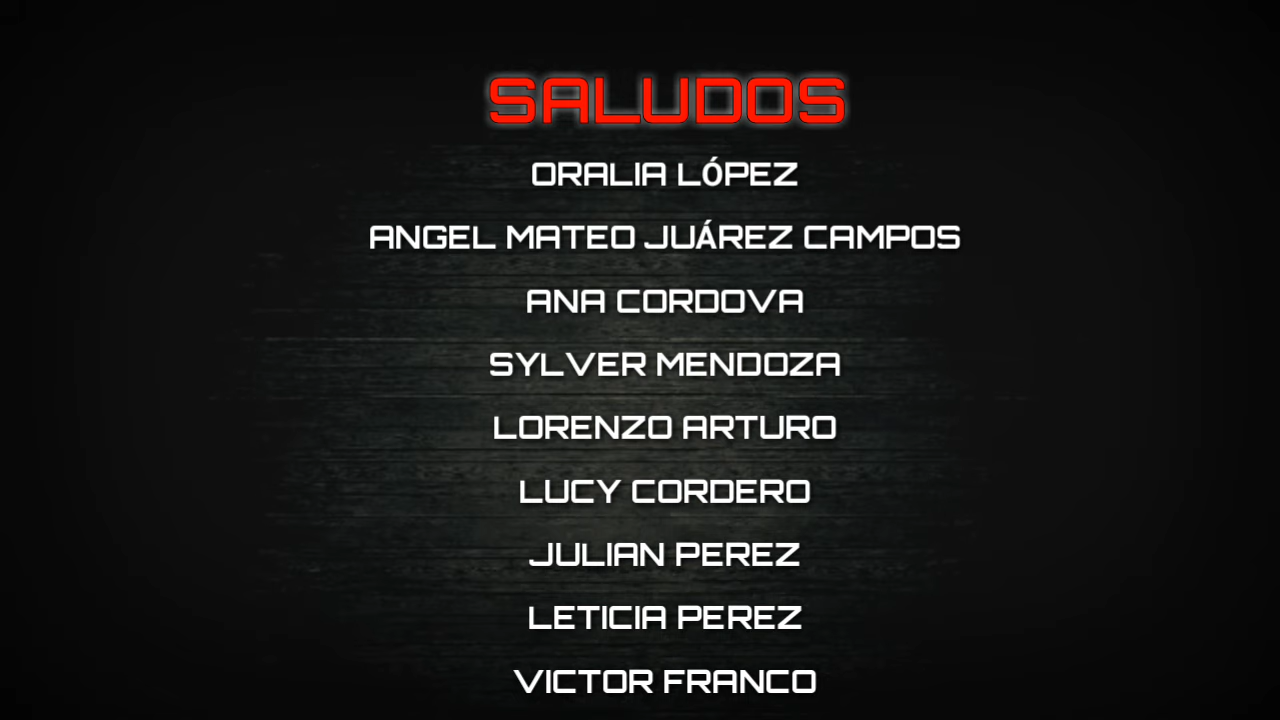 SALUDOS
ORALIA LÓPEZ
ANGEL MATEO JUÁREZ CAMPOS
ANA CORDOVA
SYLVER MENDOZA
LORENZO ARTURO
LUCY CORDERO
JULIAN PEREZ
LETICIA PEREZ
VICTOR FRANCO